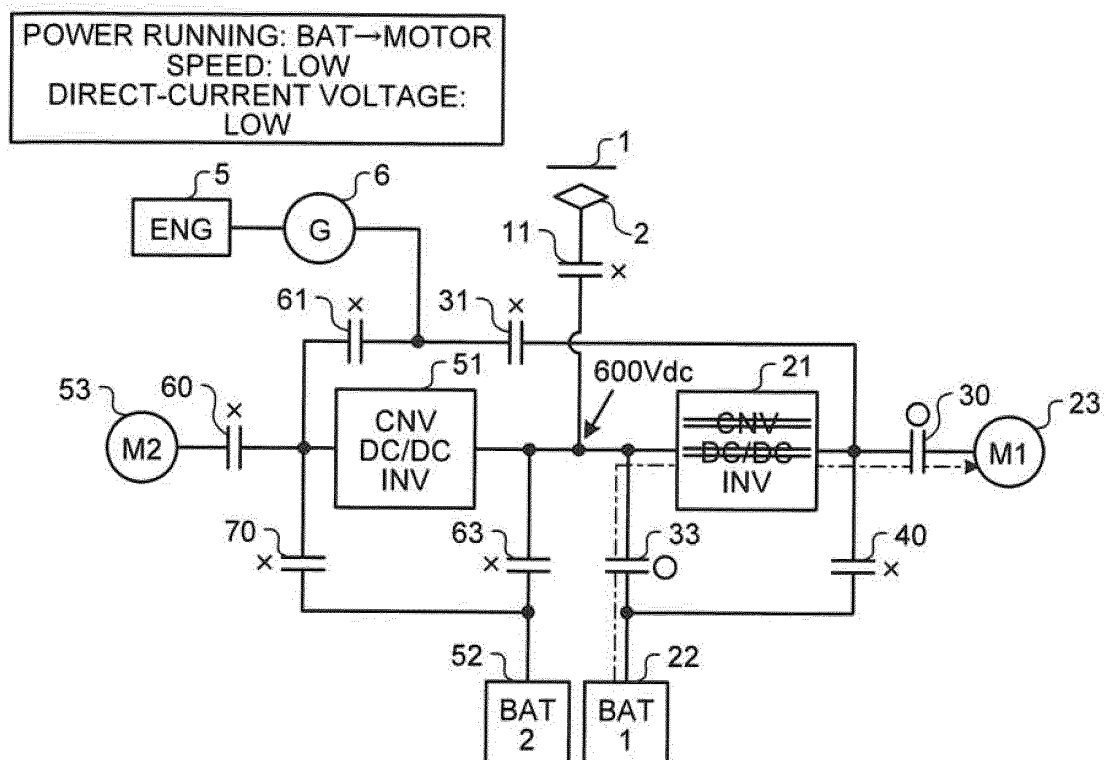 POWER RUNNING: BAT→MOTOR
SPEED: LOW
DIRECT-CURRENT VOLTAGE:
LOW
1
5
6
ENG
G
2
11
×
61
×
31
×
600Vdc
51
21
53
60
×
30
23
M2
CNV
DC/DC
INV
CNV
DC/DC
INV
M1
70
×
63
×
33
40
×
52
22
BAT
2
BAT
1